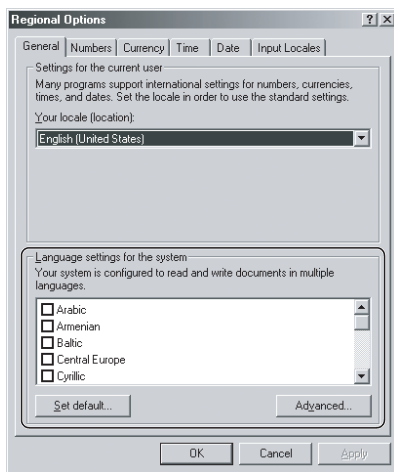 Regional Options
General Numbers Currency Time Date Input Locales
Settings for the current user
Many programs support international settings for numbers, currencies,
times, and dates. Set the locale in order to use the standard settings.
Your locale (location):
English (United States)
Language settings for the system
Your system is configured to read and write documents in multiple
languages.
Arabic
Armenian
Baltic
Central Europe
Cyrillic
Set default... Advanced...
OK Cancel Apply